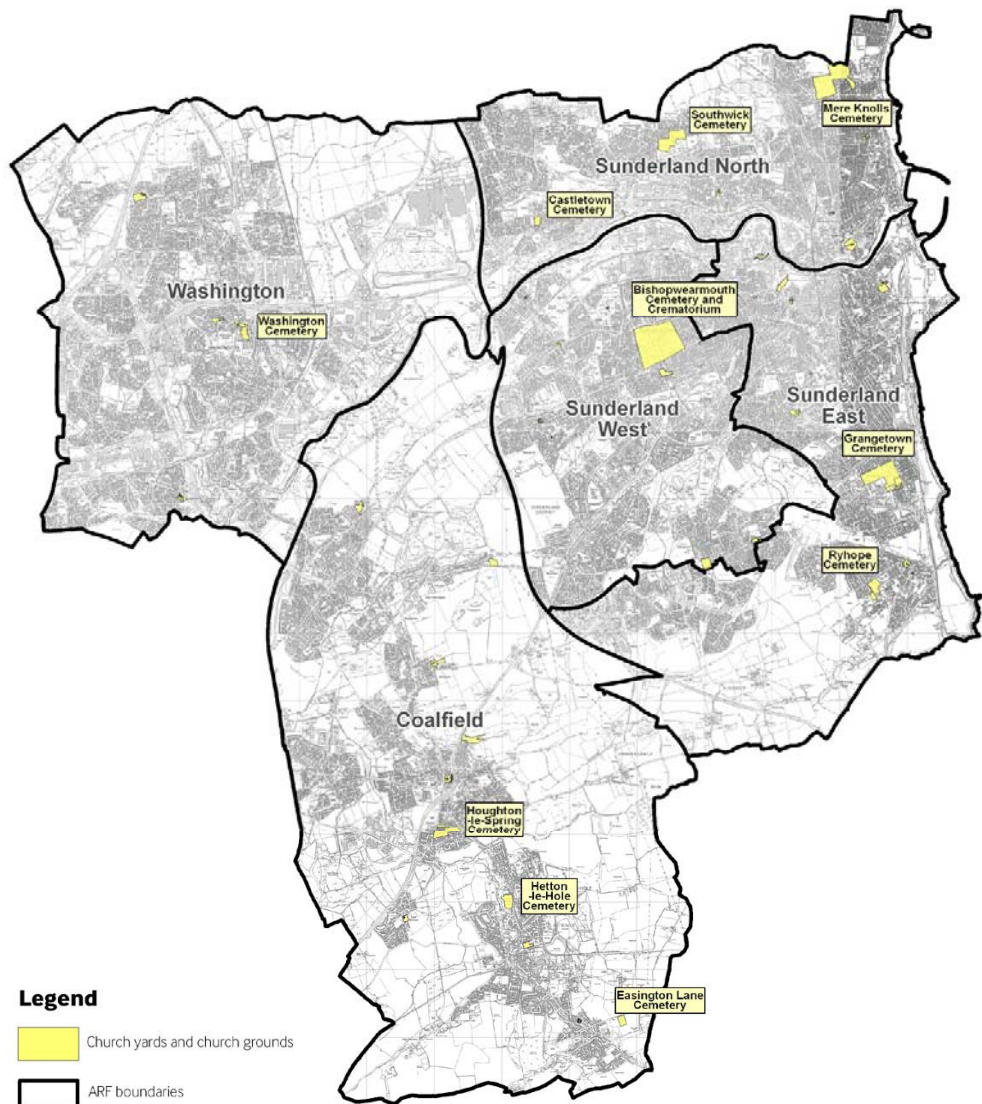 Mere Knolls
Cemetery
Southwick
Cemetery
Sunderland North
Castletown
Cemetery
Washington
Washington
Cemetery
Bishopwearmouth
Cemetery and
Crematorium
Sunderland
West
Sunderland
East
Grangetown
Cemetery
Ryhope
Cemetery
Coalfield
Houghton
-le-Spring
Cemetery
Hetton
-le-Hole
Cemetery
Easington Lane
Cemetery
Legend
Church yards and church grounds
ARF boundaries